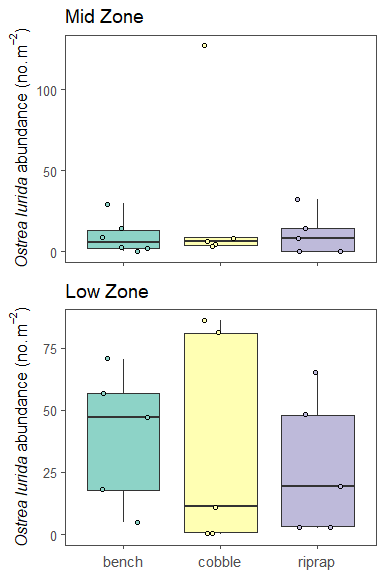 Mid Zone
Ostrea lurida abundance (no. m⁻²)
100
50
0
Low Zone
Ostrea lurida abundance (no. m⁻²)
75
50
25
0
bench cobble riprap